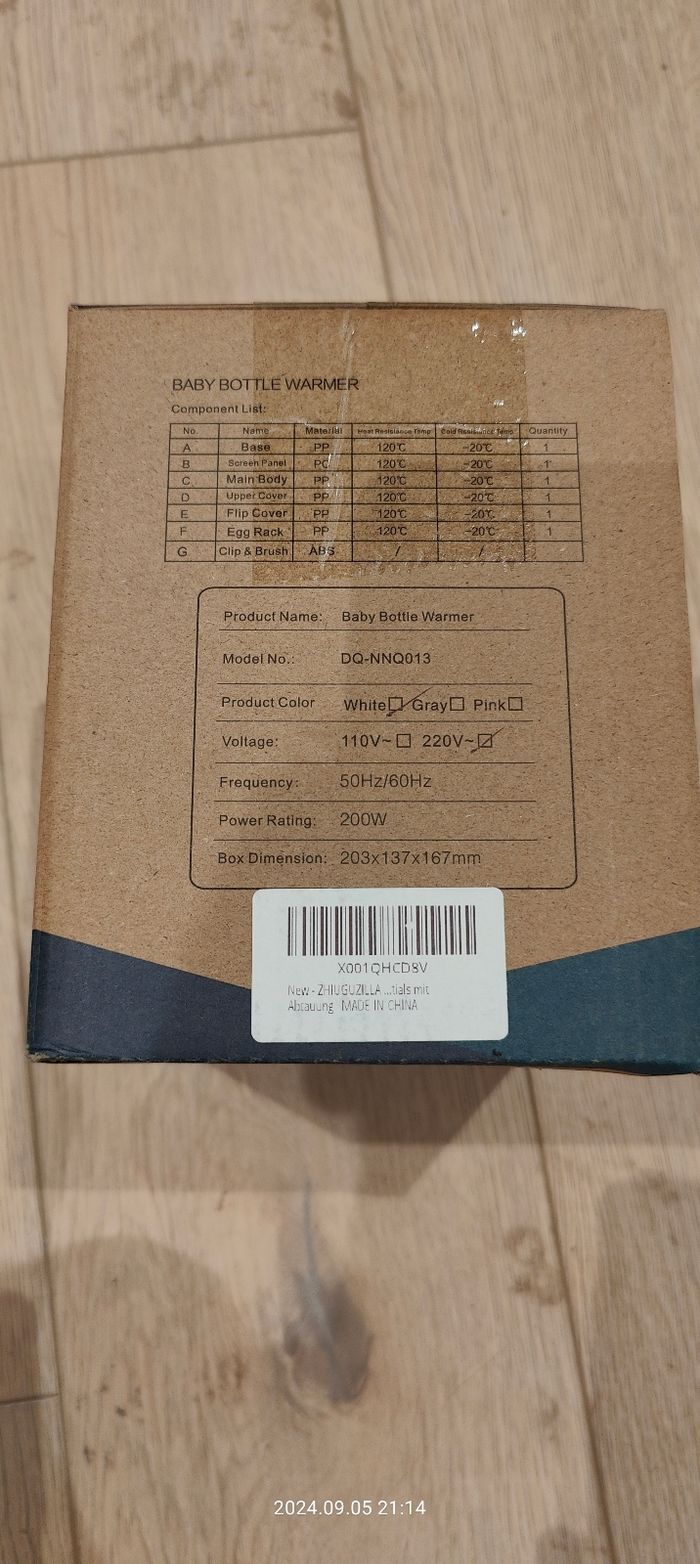 BABY BOTTLE WARMER
Component List:
No. Name Material Heat Resistance Temp Cold Resistance Temp Quantity
A Base PP 120℃ -20℃ 1
B Screen Panel PC 120℃ -20℃ 1
C Main Body PP 120℃ -20℃ 1
D Upper Cover PP 120℃ -20℃ 1
E Flip Cover PP 120℃ -20℃ 1
F Egg Rack PP 120℃ -20℃ 1
G Clip & Brush ABS / /
Product Name: Baby Bottle Warmer
Model No.: DQ-NNQ013
Product Color White☐ Gray☐ Pink☐
Voltage: 110V~☐ 220V~☑
Frequency: 50Hz/60Hz
Power Rating: 200W
Box Dimension: 203x137x167mm
X001QHCD8V
New - ZHIUGUZILLA ...tials mit
Abtauung MADE IN CHINA
2024.09.05 21:14